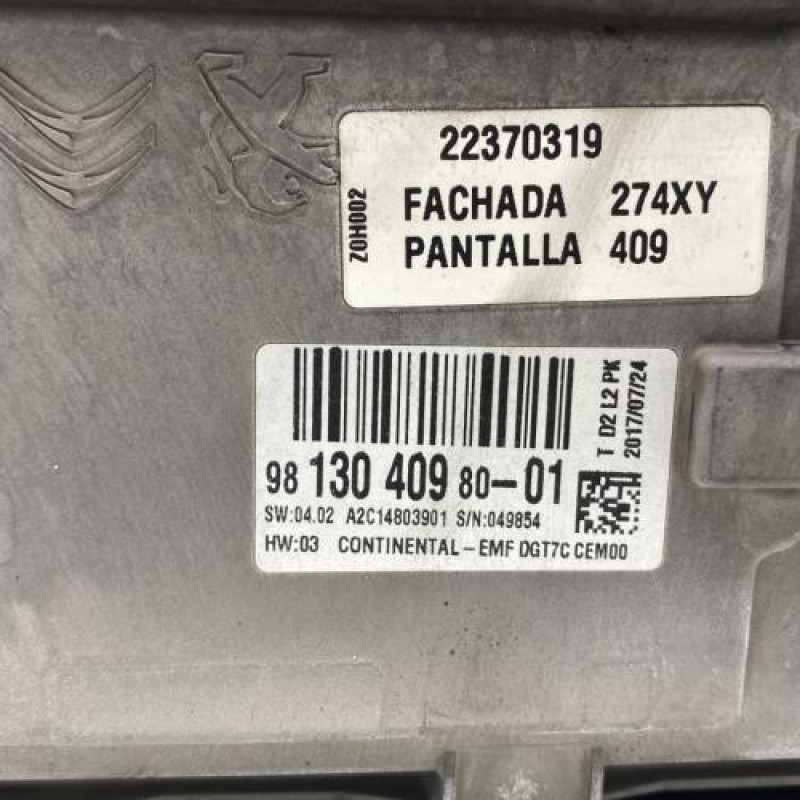 22370319
Z0H002
FACHADA 274XY
PANTALLA 409
98 130 409 80-01
SW:04.02 A2C14803901 S/N:049854
HW:03 CONTINENTAL-EMF DGT7C CEM00
T D2 L2 PK
2017/07/24